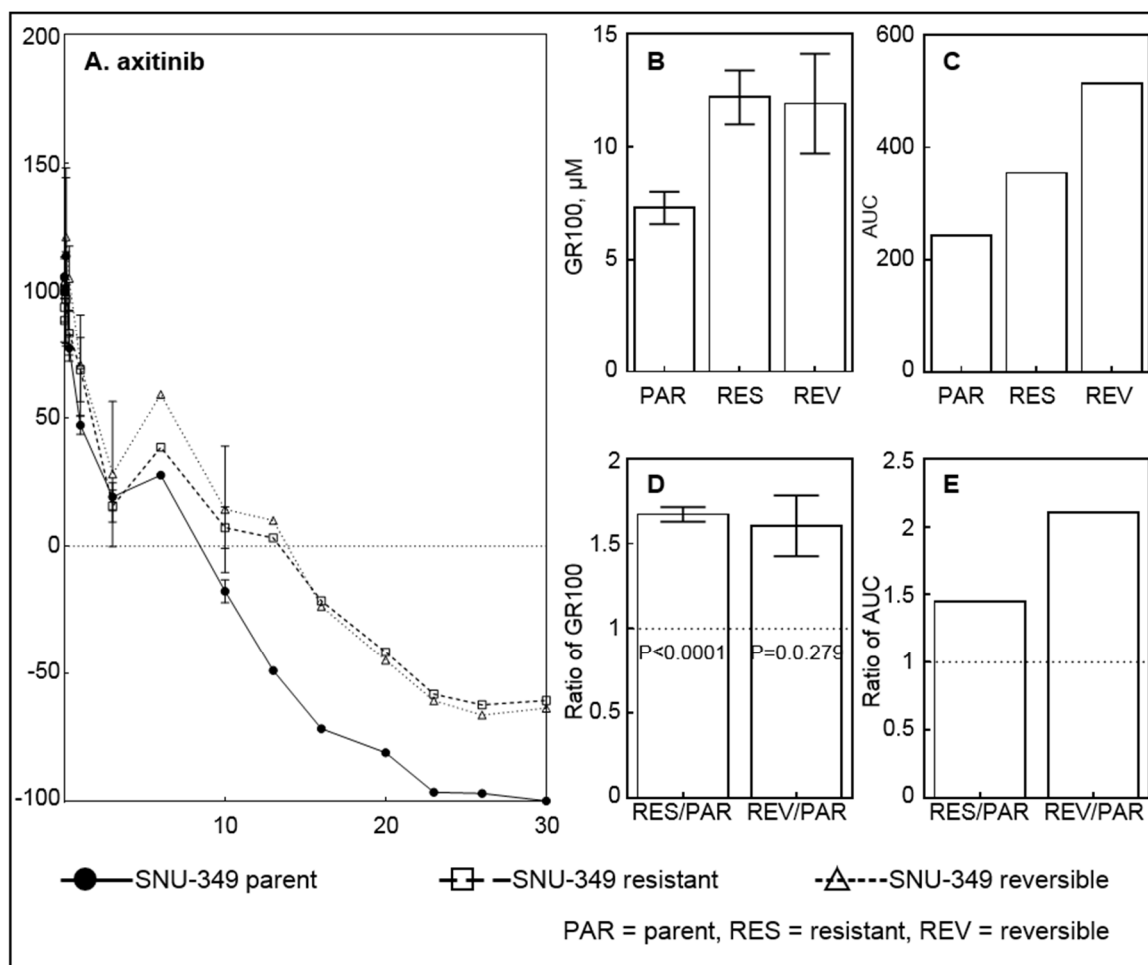 A. axitinib
200
150
100
50
0
-50
-100
10
20
30
B
GR100, µM
15
10
5
0
PAR
RES
REV
C
AUC
600
400
200
0
PAR
RES
REV
D
Ratio of GR100
2
1.5
1
0.5
0
P<0.0001
P=0.0.279
RES/PAR
REV/PAR
E
Ratio of AUC
2.5
2
1.5
1
0.5
0
RES/PAR
REV/PAR
SNU-349 parent
SNU-349 resistant
SNU-349 reversible
PAR = parent, RES = resistant, REV = reversible